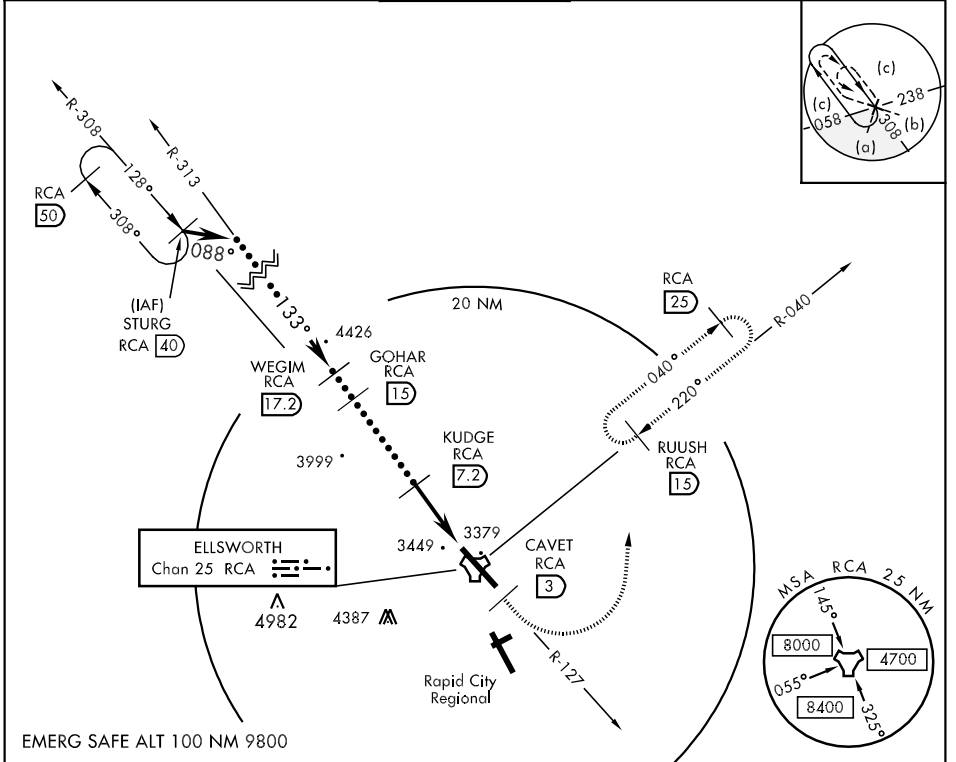 R-308
128°
308°
RCA
50
R-313
088°
(IAF)
STURG
RCA 40
133°
4426
WEGIM
RCA
17.2
GOHAR
RCA
15
20 NM
RCA
25
R-040
040°
220°
RUUSH
RCA
15
KUDGE
RCA
7.2
3999
3449
3379
CAVET
RCA
3
ELLSWORTH
Chan 25 RCA
4982
4387
Rapid City
Regional
R-127
EMERG SAFE ALT 100 NM 9800
(c)
(c)
238
058
(b)
308
(a)
MSA RCA 25 NM
145°
8000
4700
055°
8400
325°